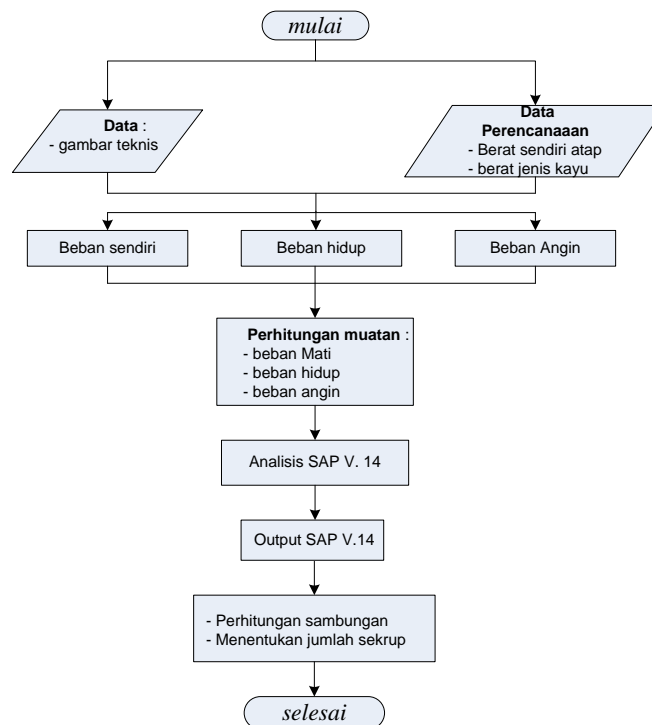 mulai
Data :
- gambar teknis
Data
Perencanaaan
- Berat sendiri atap
- berat jenis kayu
Beban sendiri
Beban hidup
Beban Angin
Perhitungan muatan :
- beban Mati
- beban hidup
- beban angin
Analisis SAP V. 14
Output SAP V.14
- Perhitungan sambungan
- Menentukan jumlah sekrup
selesai